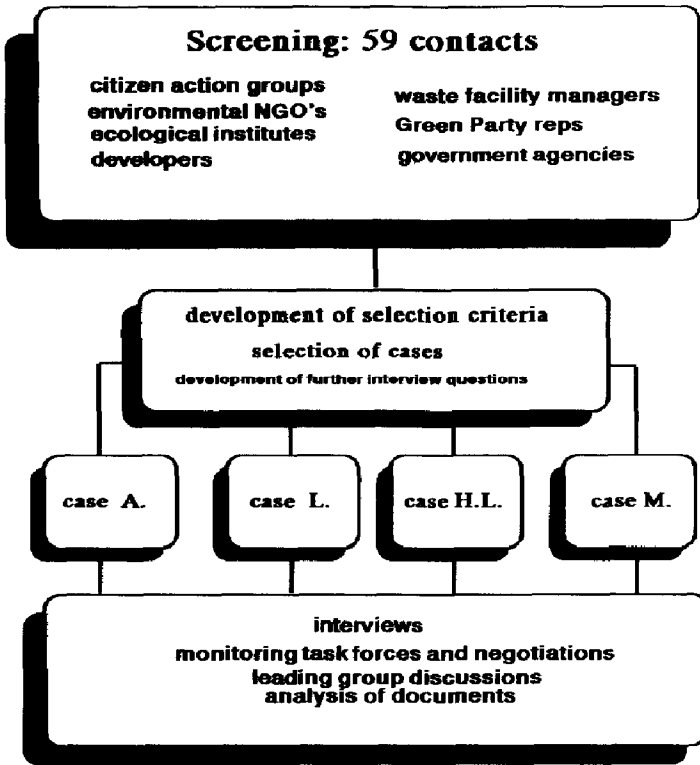 Screening: 59 contacts
citizen action groups
environmental NGO's
ecological institutes
developers
waste facility managers
Green Party reps
government agencies
development of selection criteria
selection of cases
development of further interview questions
case A.
case L.
case H.L.
case M.
interviews
monitoring task forces and negotiations
leading group discussions
analysis of documents